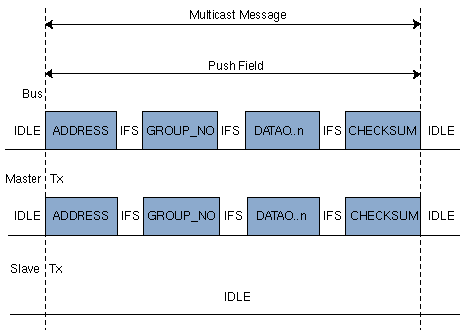 Multicast Message
Push Field
Bus
IDLE ADDRESS IFS GROUP_NO IFS DATAO..n IFS CHECKSUM IDLE
Master Tx
IDLE ADDRESS IFS GROUP_NO IFS DATAO..n IFS CHECKSUM IDLE
Slave Tx
IDLE